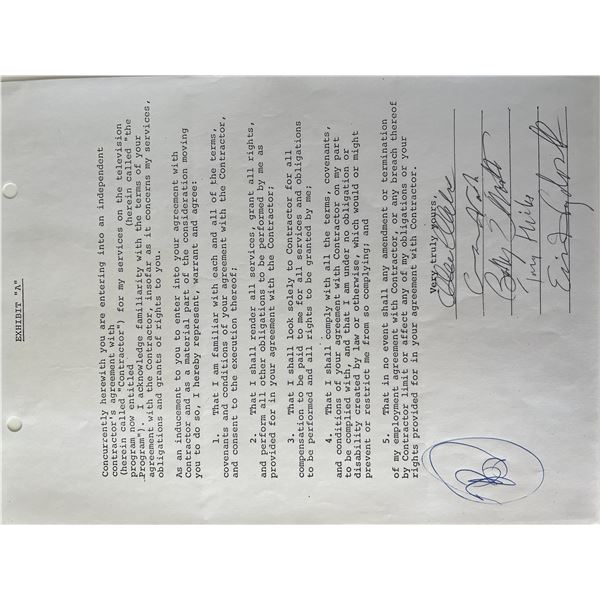 EXHIBIT "A"
Concurrently herewith you are entering into an independent
contractor's agreement with
(herein called "Contractor") for my services on the television
program now entitled (herein called "the
Program"). I acknowledge familiarity with the terms of your
agreement with the Contractor, insofar as it concerns my services,
obligations and grants of rights to you.
As an inducement to you to enter into your agreement with
Contractor and as a material part of the consideration moving
you to do so, I hereby represent, warrant and agree:
1. That I am familiar with each and all of the terms,
covenants and conditions of your agreement with the Contractor,
and consent to the execution thereof;
2. That I shall render all services, grant all rights,
and perform all other obligations to be performed by me as
provided for in your agreement with the Contractor;
3. That I shall look solely to Contractor for all
compensation to be paid to me for all services and obligations
to be performed and all rights to be granted by me;
4. That I shall comply with all the terms, covenants,
and conditions of your agreement with Contractor on my part
to be complied with, and that I am under no obligation or
disability created by law or otherwise, which would or might
prevent or restrict me from so complying; and
5. That in no event shall any amendment or termination
of my employment agreement with Contractor, or any breach thereof
by Contractor limit or affect any of my obligations or your
rights provided for in your agreement with Contractor.
Very truly yours,